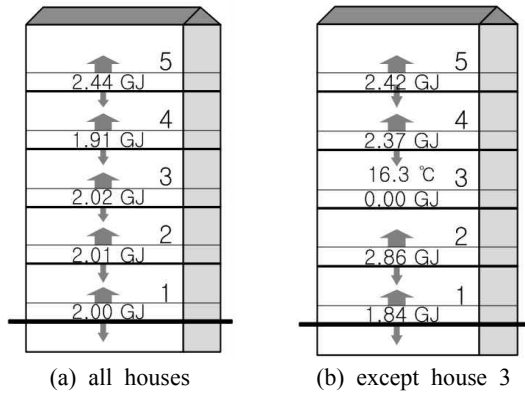 5
2.44 GJ
4
1.91 GJ
3
2.02 GJ
2
2.01 GJ
1
2.00 GJ
(a) all houses
5
2.42 GJ
4
2.37 GJ
16.3 ℃
3
0.00 GJ
2
2.86 GJ
1
1.84 GJ
(b) except house 3